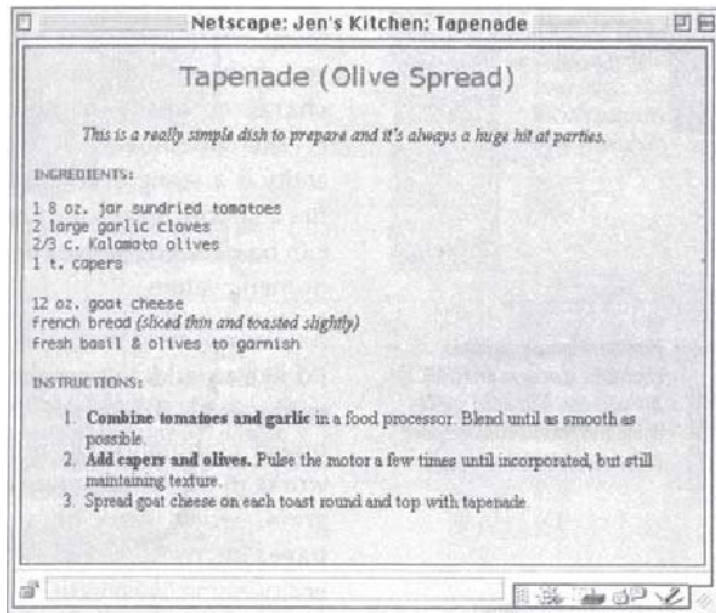 Netscape: Jen's Kitchen: Tapenade
Tapenade (Olive Spread)
This is a really simple dish to prepare and it's always a huge hit at parties.
INGREDIENTS:
1 8 oz. jar sundried tomatoes
2 large garlic cloves
2/3 c. Kalamata olives
1 t. capers
12 oz. goat cheese
french bread (sliced thin and toasted slightly)
fresh basil & olives to garnish
INSTRUCTIONS:
1. Combine tomatoes and garlic in a food processor. Blend until as smooth as
possible.
2. Add capers and olives. Pulse the motor a few times until incorporated, but still
maintaining texture.
3. Spread goat cheese on each toast round and top with tapenade.